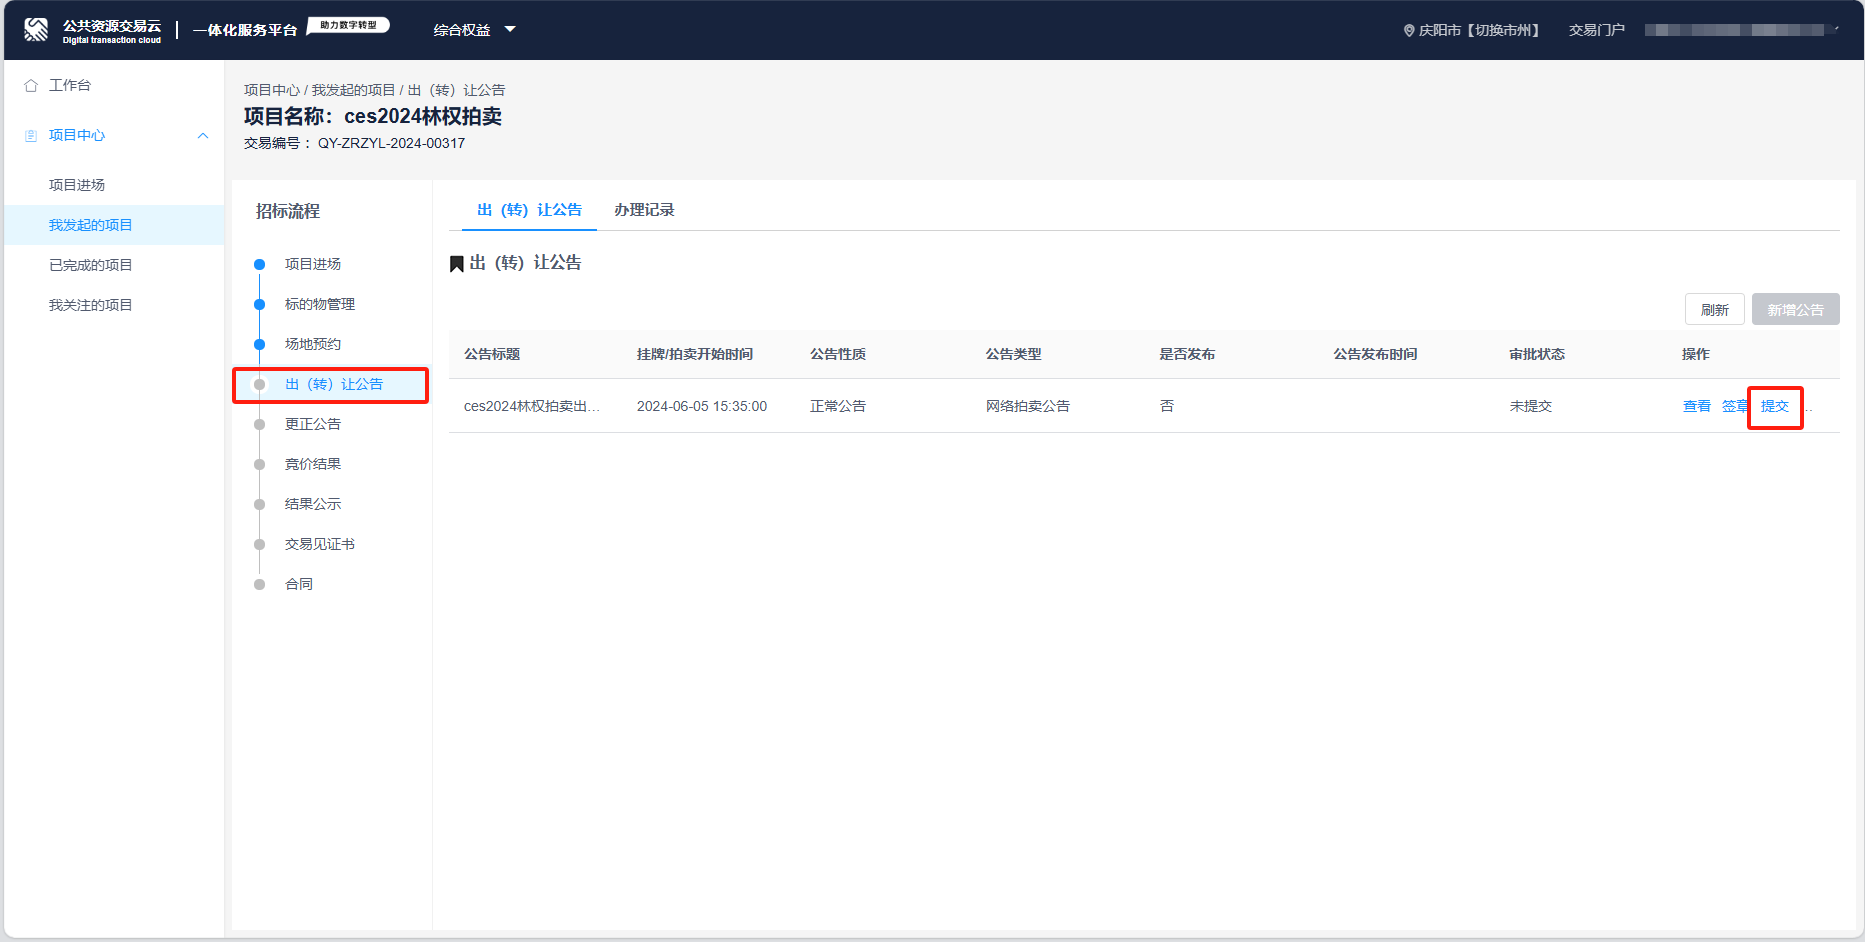 公共资源交易云
Digital transaction cloud
一体化服务平台
助力数字转型
综合权益
庆阳市【切换市州】
交易门户
工作台
项目中心
项目进场
我发起的项目
已完成的项目
我关注的项目
项目中心 / 我发起的项目 / 出（转）让公告
项目名称：ces2024林权拍卖
交易编号： QY-ZRZYL-2024-00317
招标流程
项目进场
标的物管理
场地预约
出（转）让公告
更正公告
竞价结果
结果公示
交易见证书
合同
出（转）让公告 办理记录
出（转）让公告
刷新 新增公告
公告标题 挂牌/拍卖开始时间 公告性质 公告类型 是否发布 公告发布时间 审批状态 操作
ces2024林权拍卖出... 2024-06-05 15:35:00 正常公告 网络拍卖公告 否 未提交 查看 签章 提交 ..